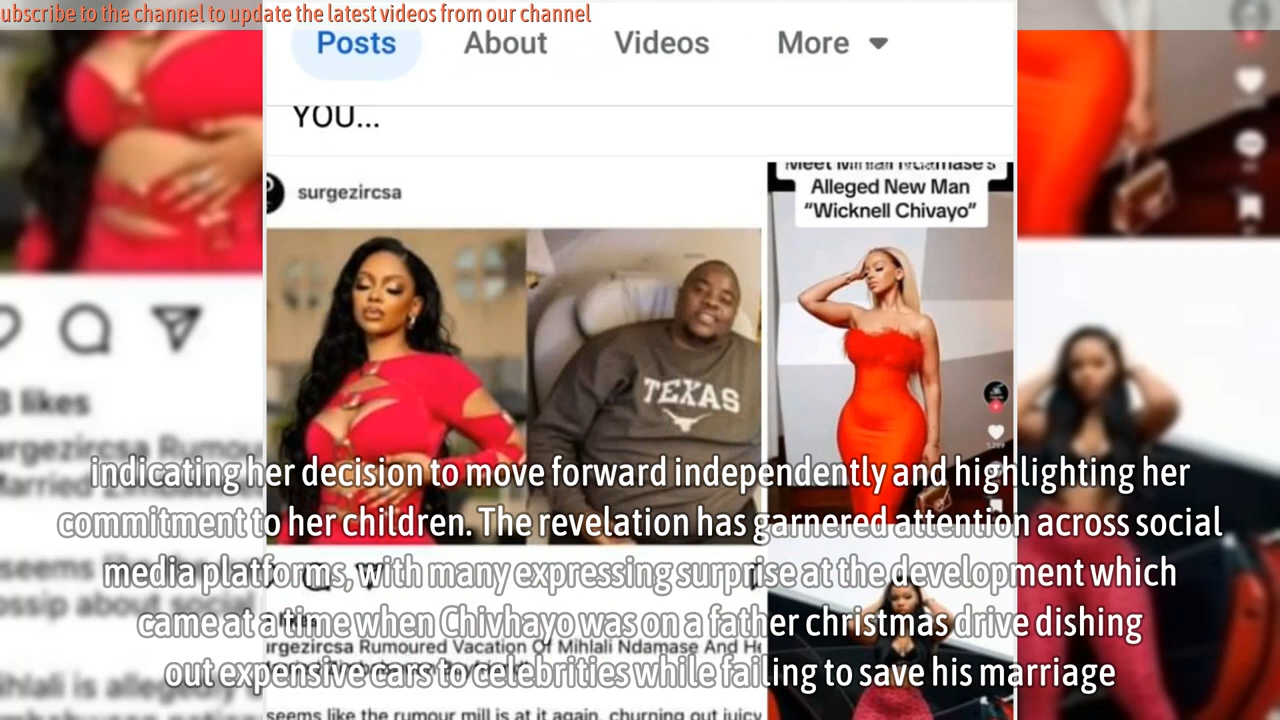 ubscribe to the channel to update the latest videos from our channel
Posts About Videos More
YOU...
surgezircsa
Meet Mihlali Ndamase's
Alleged New Man
“Wicknell Chivayo”
TEXAS
likes
indicating her decision to move forward independently and highlighting her
commitment to her children. The revelation has garnered attention across social
media platforms, with many expressing surprise at the development which
came at a time when Chivhayo was on a father christmas drive dishing
out expensive cars to celebrities while failing to save his marriage
urgezircsa Rumoured Vacation Of Mihlali Ndamase And He
seems like the rumour mill is at it again, churning out juicy